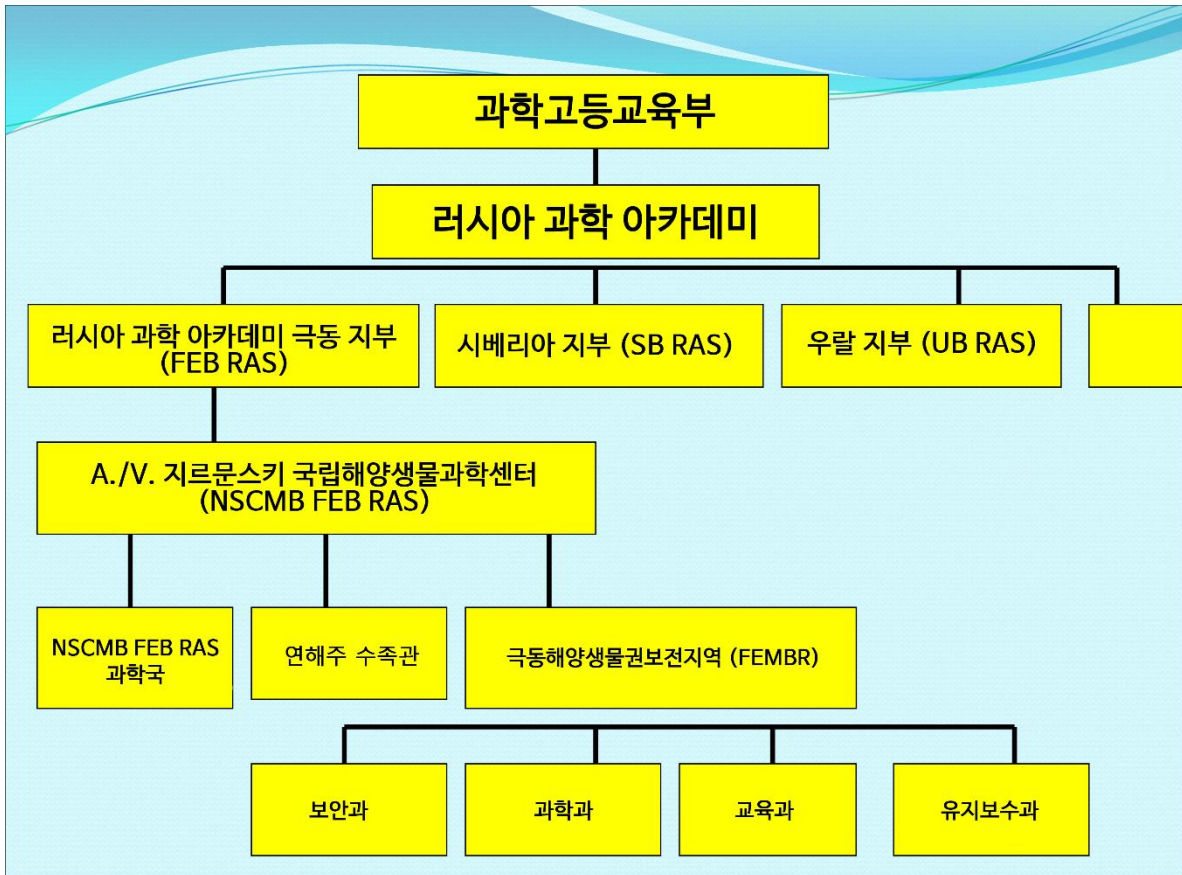 과학고등교육부
러시아 과학 아카데미
러시아 과학 아카데미 극동 지부
(FEB RAS)
시베리아 지부 (SB RAS)
우랄 지부 (UB RAS)
A./V. 지르문스키 국립해양생물과학센터
(NSCMB FEB RAS)
NSCMB FEB RAS
과학국
연해주 수족관
극동해양생물권보전지역 (FEMBR)
보안과
과학과
교육과
유지보수과